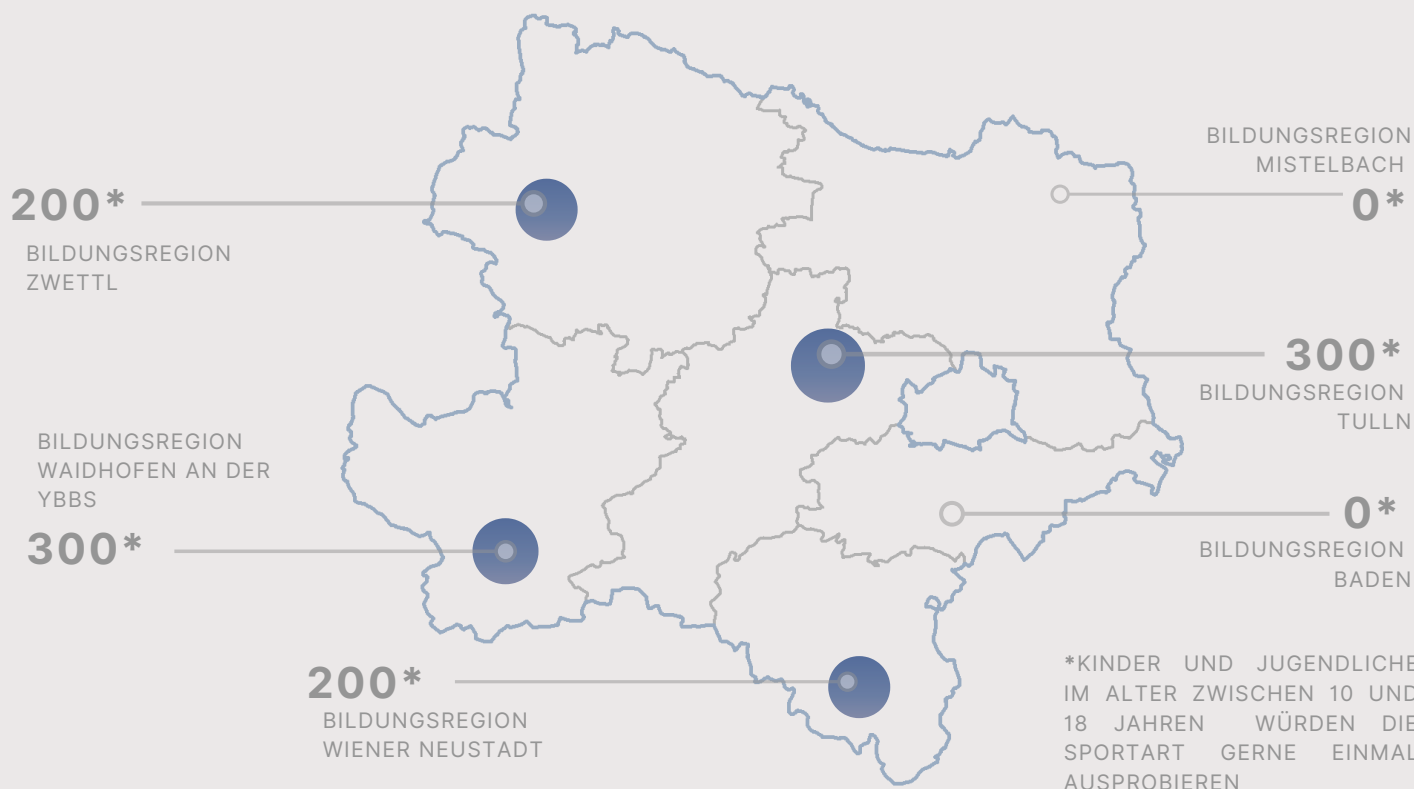 BILDUNGSREGION
MISTELBACH
0*
200*
BILDUNGSREGION
ZWETTL
300*
BILDUNGSREGION
TULLN
BILDUNGSREGION
WAIDHOFEN AN DER
YBBS
300*
0*
BILDUNGSREGION
BADEN
200*
BILDUNGSREGION
WIENER NEUSTADT
*KINDER UND JUGENDLICHE
IM ALTER ZWISCHEN 10 UND
18 JAHREN WÜRDEN DIE
SPORTART GERNE EINMAL
AUSPROBIEREN